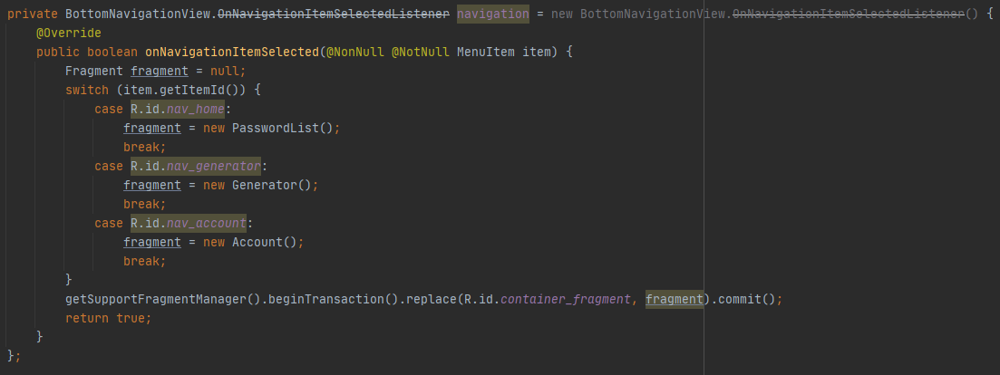 private BottomNavigationView.OnNavigationItemSelectedListener navigation = new BottomNavigationView.OnNavigationItemSelectedListener() {
    @Override
    public boolean onNavigationItemSelected(@NonNull @NotNull MenuItem item) {
        Fragment fragment = null;
        switch (item.getItemId()) {
            case R.id.nav_home:
                fragment = new PasswordList();
                break;
            case R.id.nav_generator:
                fragment = new Generator();
                break;
            case R.id.nav_account:
                fragment = new Account();
                break;
        }
        getSupportFragmentManager().beginTransaction().replace(R.id.container_fragment, fragment).commit();
        return true;
    }
};